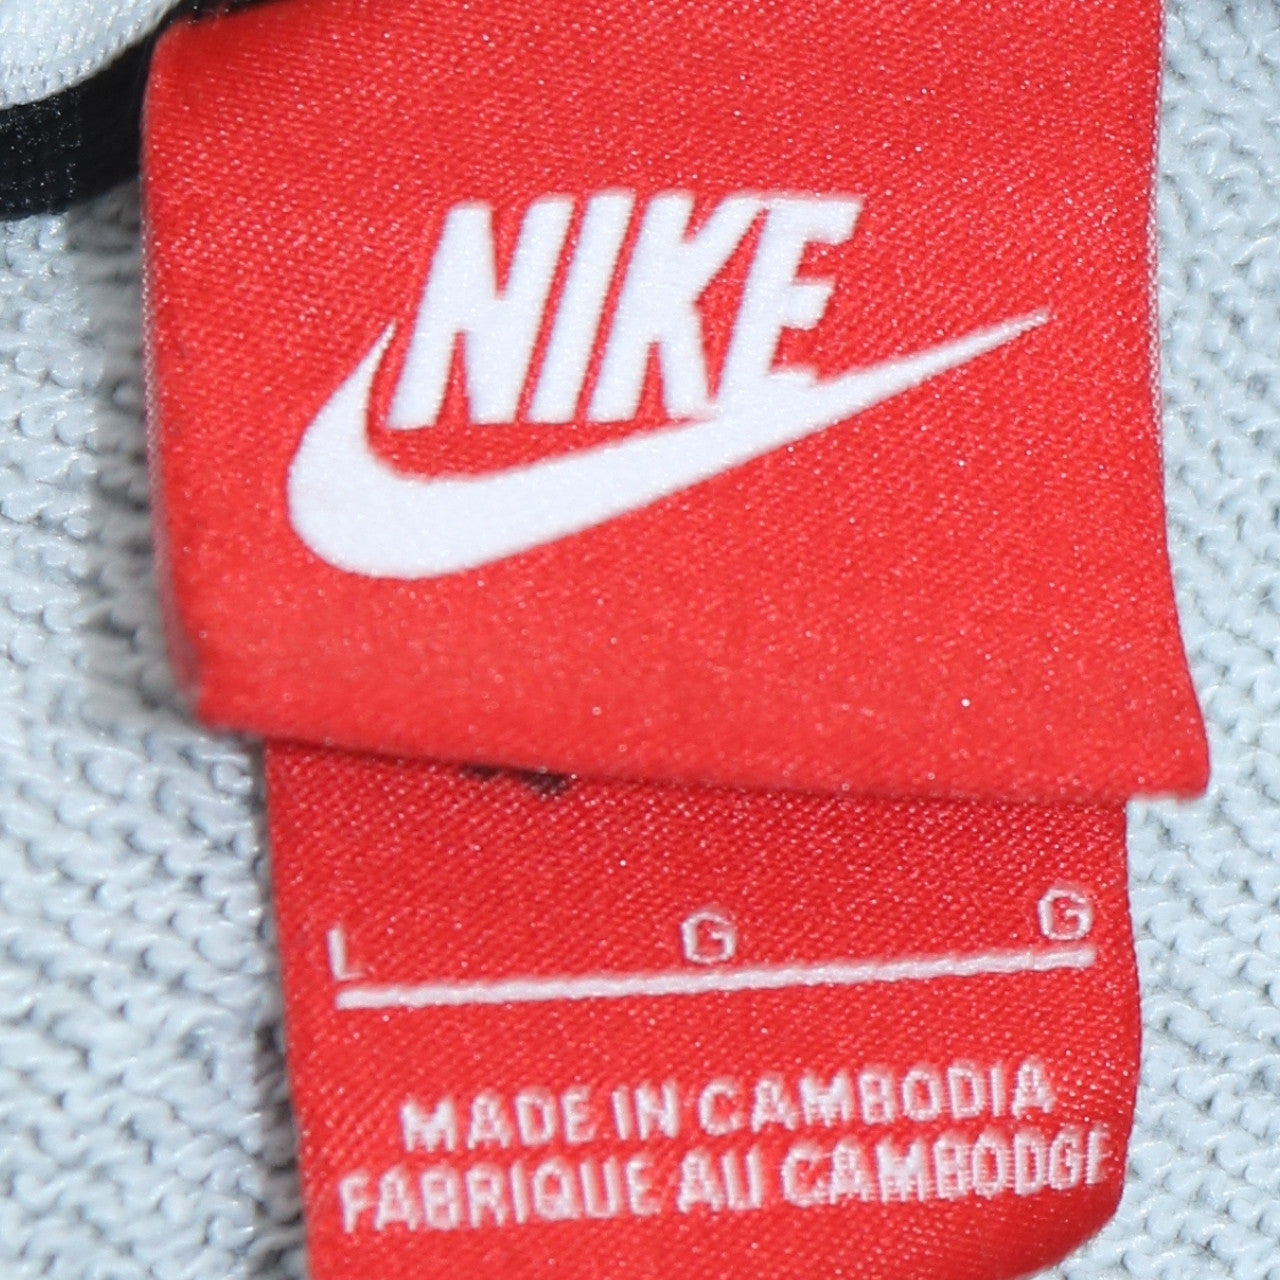 NIKE
L G G
MADE IN CAMBODIA
FABRIQUE AU CAMBODGE